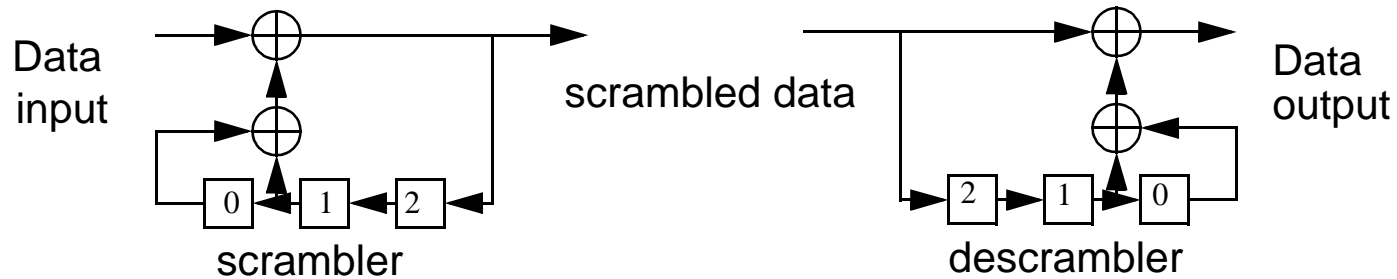 Data
input
scrambled data
Data
output
0 1 2
2 1 0
scrambler
descrambler